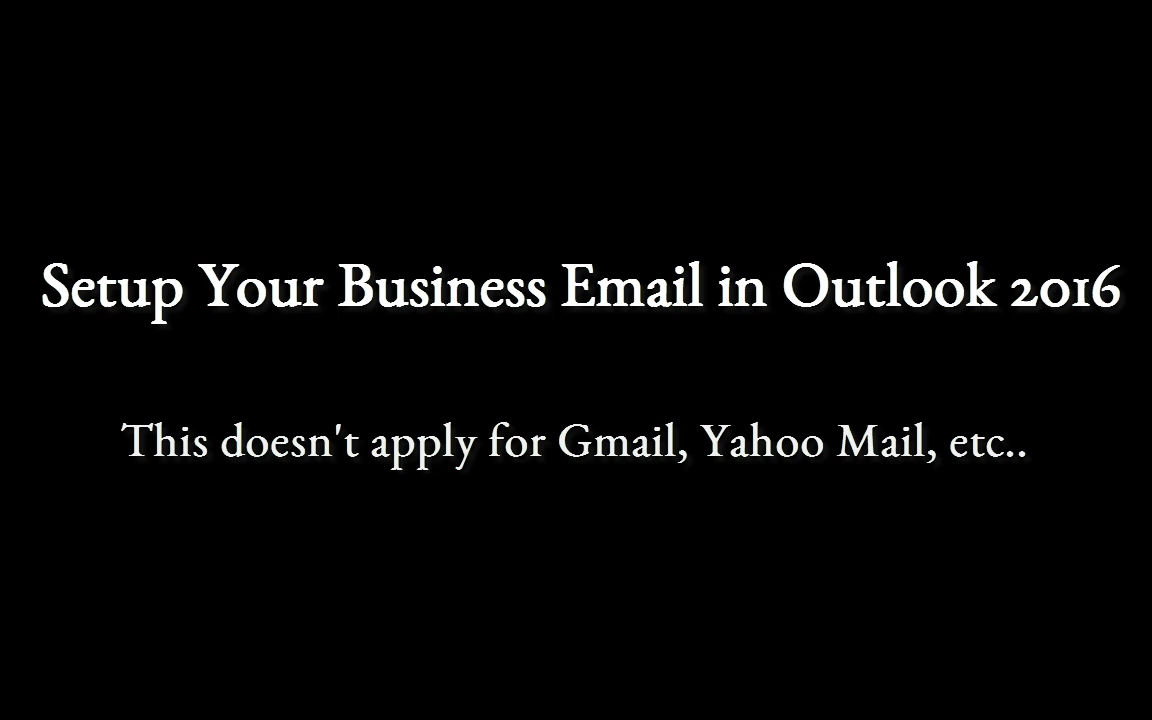 Setup Your Business Email in Outlook 2016
This doesn't apply for Gmail, Yahoo Mail, etc..